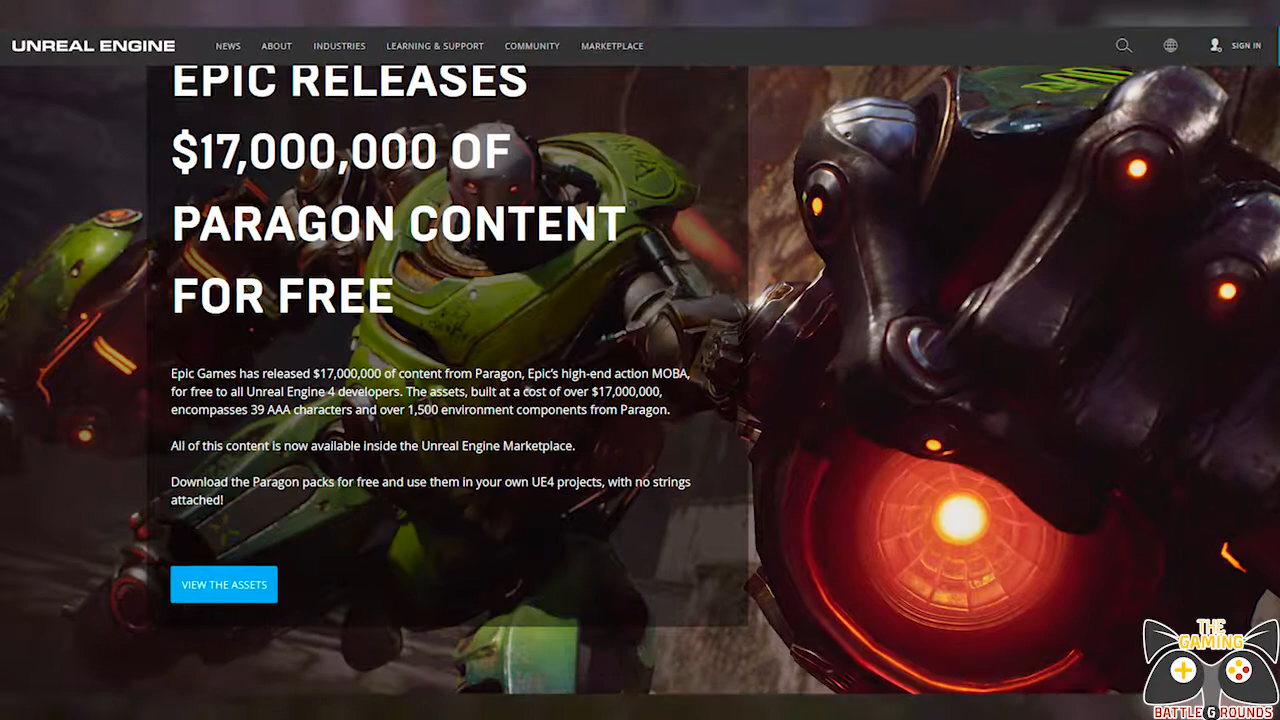 UNREAL ENGINE NEWS ABOUT INDUSTRIES LEARNING & SUPPORT COMMUNITY MARKETPLACE SIGN IN
EPIC RELEASES
$17,000,000 OF
PARAGON CONTENT
FOR FREE
Epic Games has released $17,000,000 of content from Paragon, Epic's high-end action MOBA,
for free to all Unreal Engine 4 developers. The assets, built at a cost of over $17,000,000,
encompasses 39 AAA characters and over 1,500 environment components from Paragon.
All of this content is now available inside the Unreal Engine Marketplace.
Download the Paragon packs for free and use them in your own UE4 projects, with no strings
attached!
VIEW THE ASSETS
THE
GAMING
BATTLE G ROUNDS